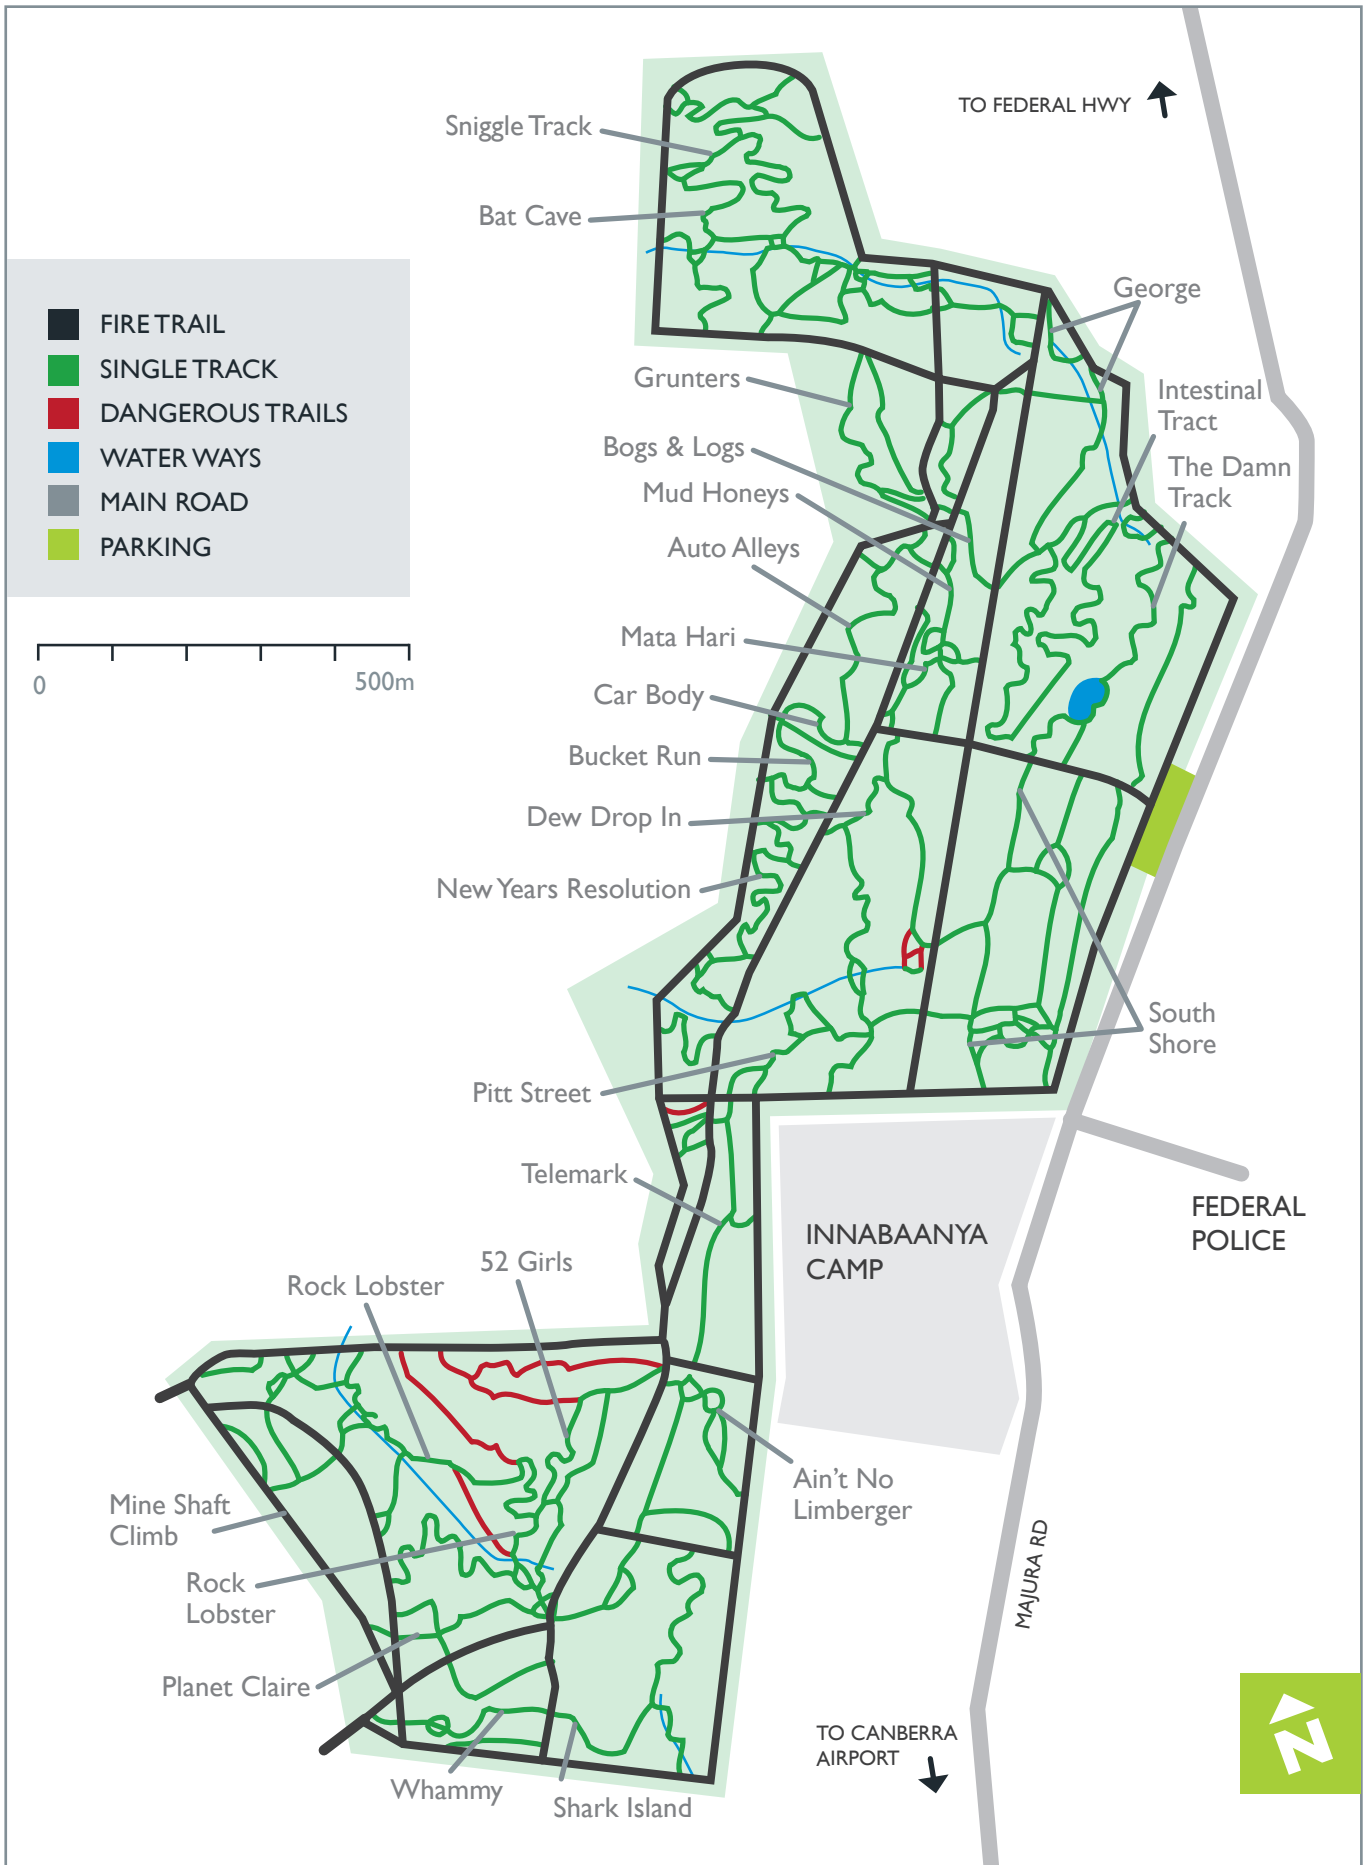 TO FEDERAL HWY
Sniggle Track
Bat Cave
George
FIRE TRAIL
SINGLE TRACK
DANGEROUS TRAILS
WATER WAYS
MAIN ROAD
PARKING
0
500m
Grunters
Intestinal
Tract
Bogs & Logs
The Damn
Track
Mud Honeys
Auto Alleys
Mata Hari
Car Body
Bucket Run
Dew Drop In
New Years Resolution
South
Shore
Pitt Street
Telemark
INNABAANYA
CAMP
FEDERAL
POLICE
52 Girls
Rock Lobster
Ain't No
Limberger
Mine Shaft
Climb
Rock
Lobster
MAJURA RD
Planet Claire
TO CANBERRA
AIRPORT
N
Whammy
Shark Island